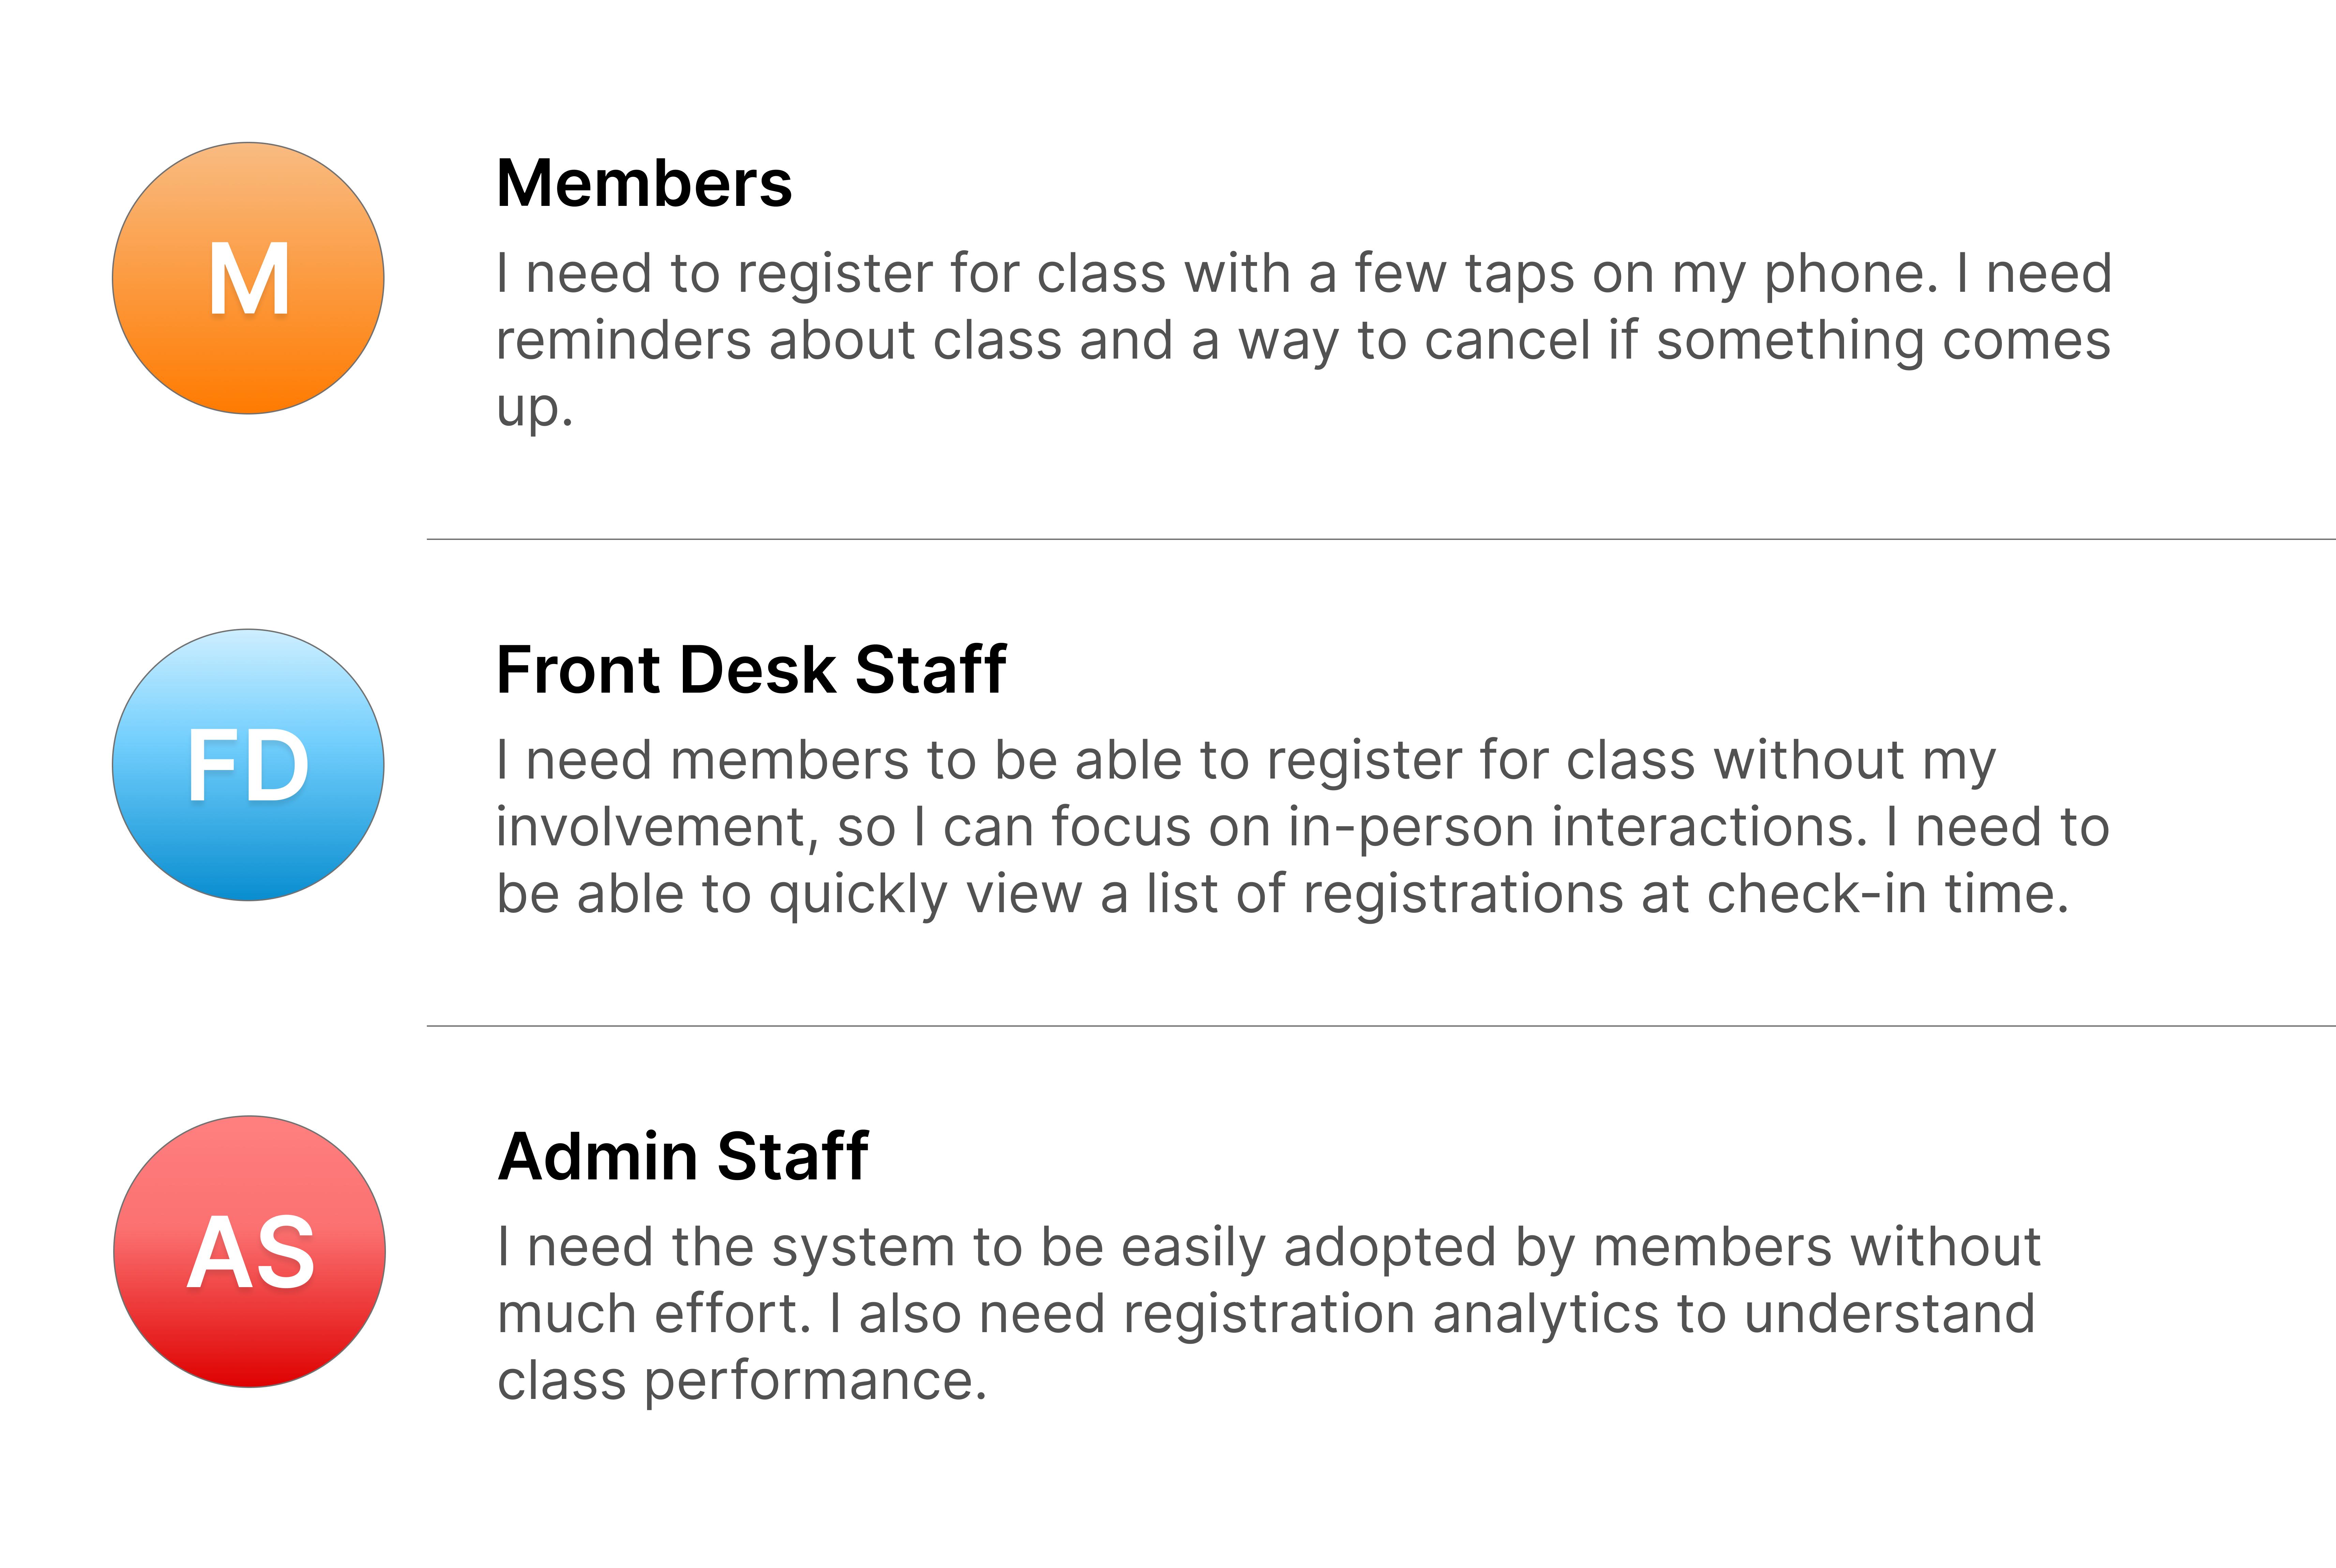 M
Members
I need to register for class with a few taps on my phone. I need
reminders about class and a way to cancel if something comes
up.
FD
Front Desk Staff
I need members to be able to register for class without my
involvement, so I can focus on in-person interactions. I need to
be able to quickly view a list of registrations at check-in time.
AS
Admin Staff
I need the system to be easily adopted by members without
much effort. I also need registration analytics to understand
class performance.